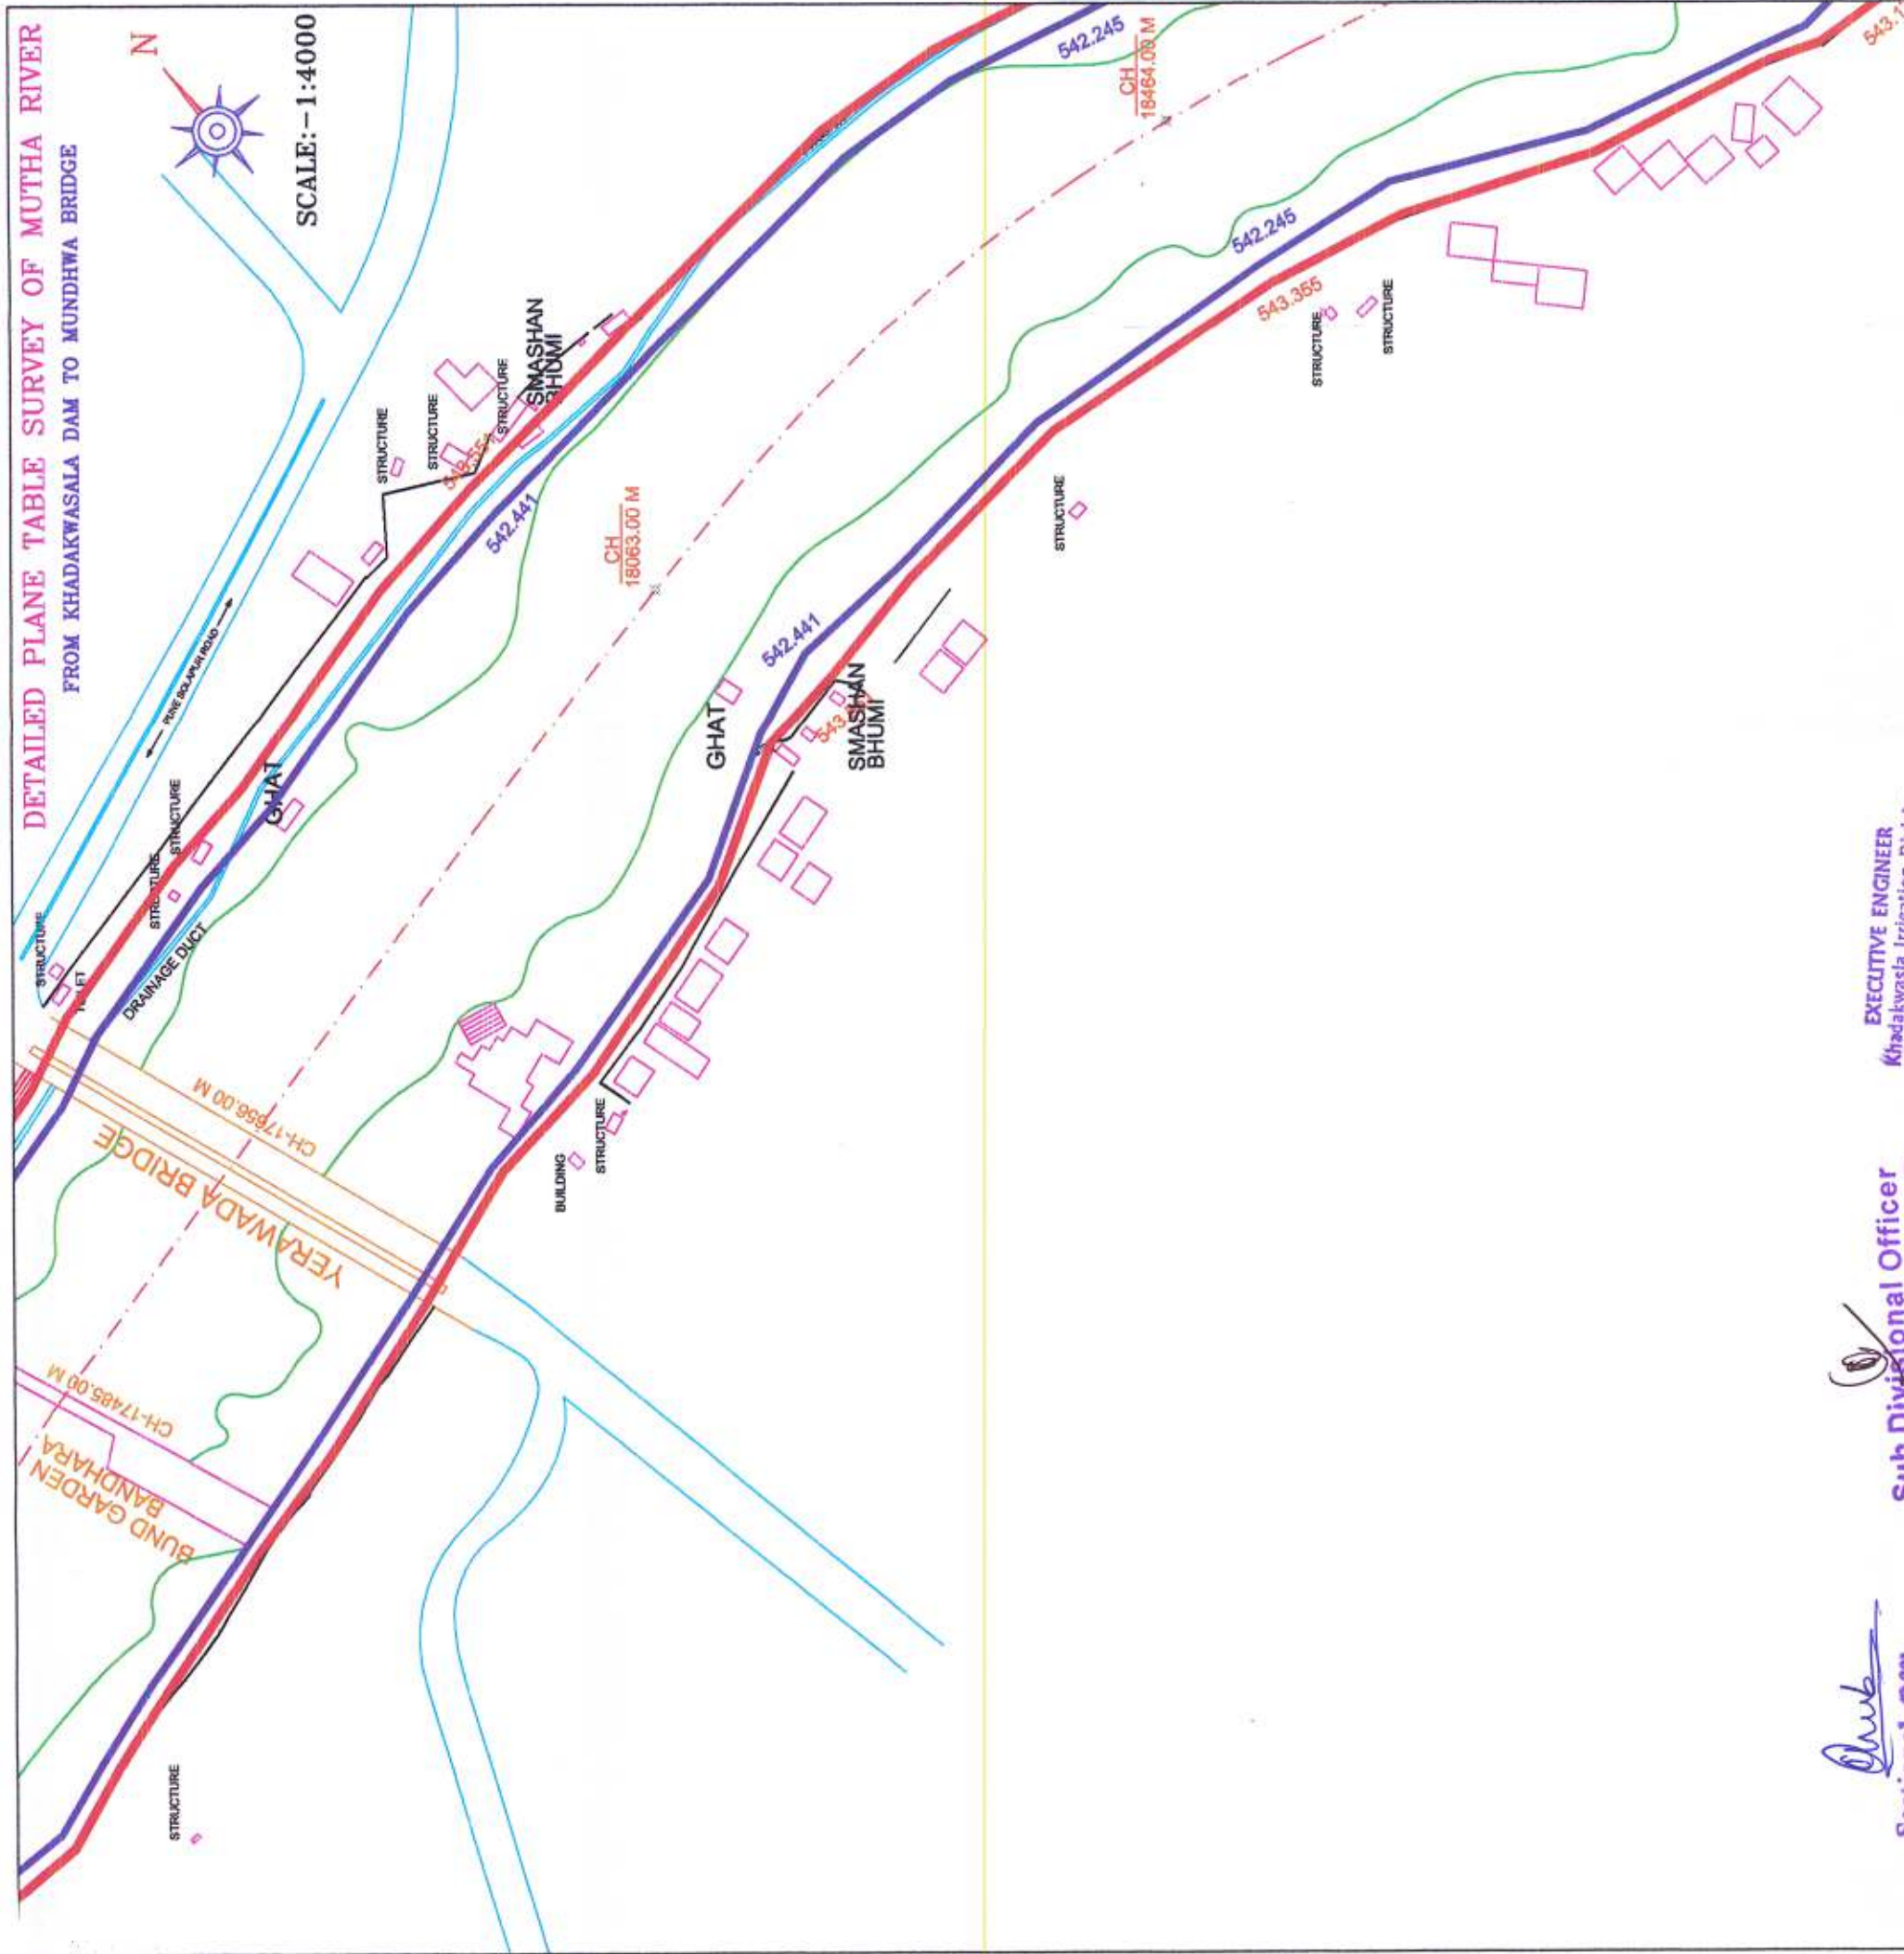 DETAILED PLANE TABLE SURVEY OF MUTHA RIVER
FROM KHADAKWASALA DAM TO MUNDHWA BRIDGE
N
SCALE:-1:4000
PUNE SOLAPUR ROAD
STRUCTURE
STRUCTURE
STRUCTURE
GHAT
DRAINAGE DUCT
STRUCTURE
STRUCTURE
STRUCTURE
SMASHAN
BHUMI
542.441
542.245
CH
18063.00 M
CH
18464.00 M
CH-17656.00 M
YERAWADA BRIDGE
CH-17485.00 M
BUND GARDEN
BANDHARA
GHAT
542.441
SMASHAN
BHUMI
542.245
543.355
STRUCTURE
STRUCTURE
STRUCTURE
BUILDING
STRUCTURE
STRUCTURE
EXECUTIVE ENGINEER
Khadakwasla Irrigation
Sub Divisional Officer